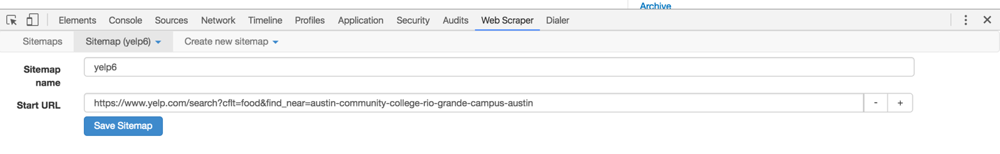 Archive
Elements Console Sources Network Timeline Profiles Application Security Audits Web Scraper Dialer
Sitemaps Sitemap (yelp6) Create new sitemap
Sitemap name yelp6
Start URL https://www.yelp.com/search?cflt=food&find_near=austin-community-college-rio-grande-campus-austin - +
Save Sitemap